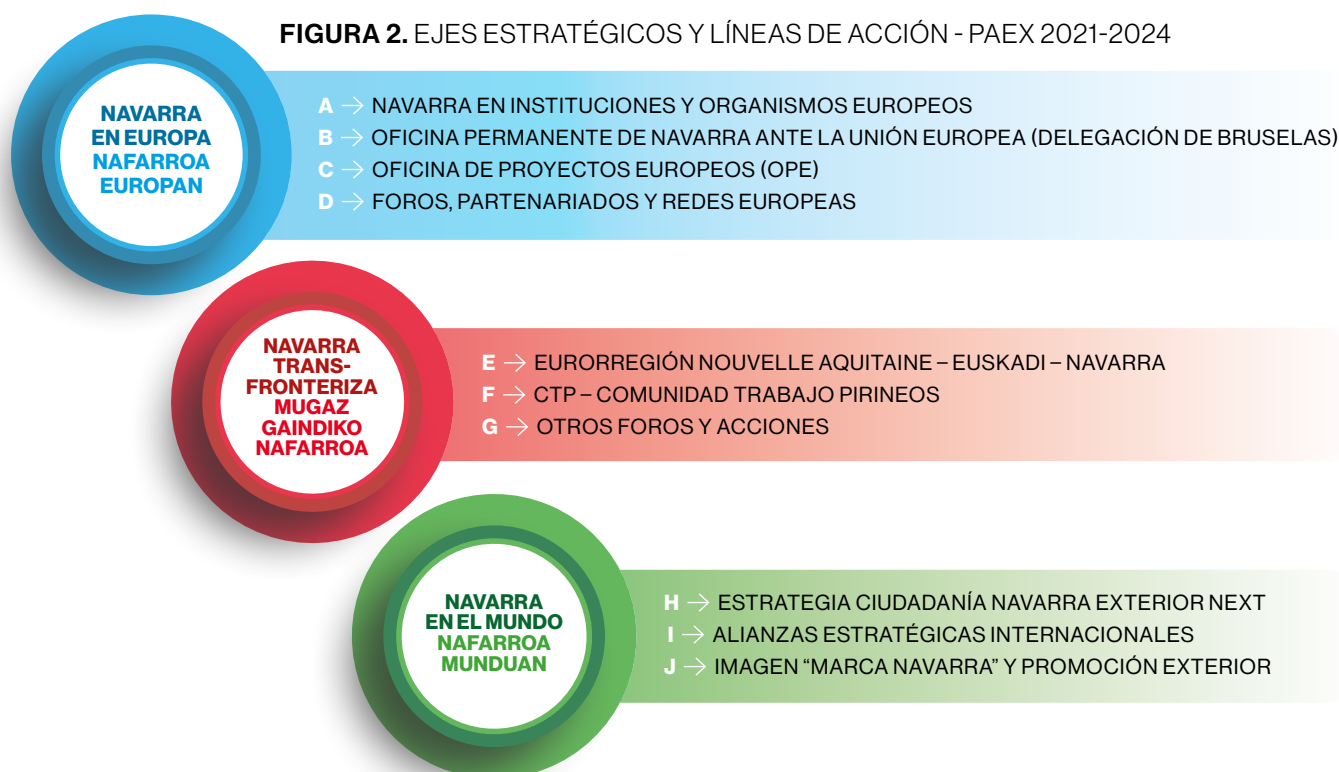 FIGURA 2. EJES ESTRATÉGICOS Y LÍNEAS DE ACCIÓN - PAEX 2021-2024
NAVARRA
EN EUROPA
NAFARROA
EUROPAN
A → NAVARRA EN INSTITUCIONES Y ORGANISMOS EUROPEOS
B → OFICINA PERMANENTE DE NAVARRA ANTE LA UNIÓN EUROPEA (DELEGACIÓN DE BRUSELAS)
C → OFICINA DE PROYECTOS EUROPEOS (OPE)
D → FOROS, PARTENARIADOS Y REDES EUROPEAS
NAVARRA
TRANS-
FRONTERIZA
MUGAZ
GAINDIKO
NAFARROA
E → EURORREGIÓN NOUVELLE AQUITAINE – EUSKADI – NAVARRA
F → CTP – COMUNIDAD TRABAJO PIRINEOS
G → OTROS FOROS Y ACCIONES
NAVARRA
EN EL MUNDO
NAFARROA
MUNDUAN
H → ESTRATEGIA CIUDADANÍA NAVARRA EXTERIOR NEXT
I → ALIANZAS ESTRATÉGICAS INTERNACIONALES
J → IMAGEN “MARCA NAVARRA” Y PROMOCIÓN EXTERIOR